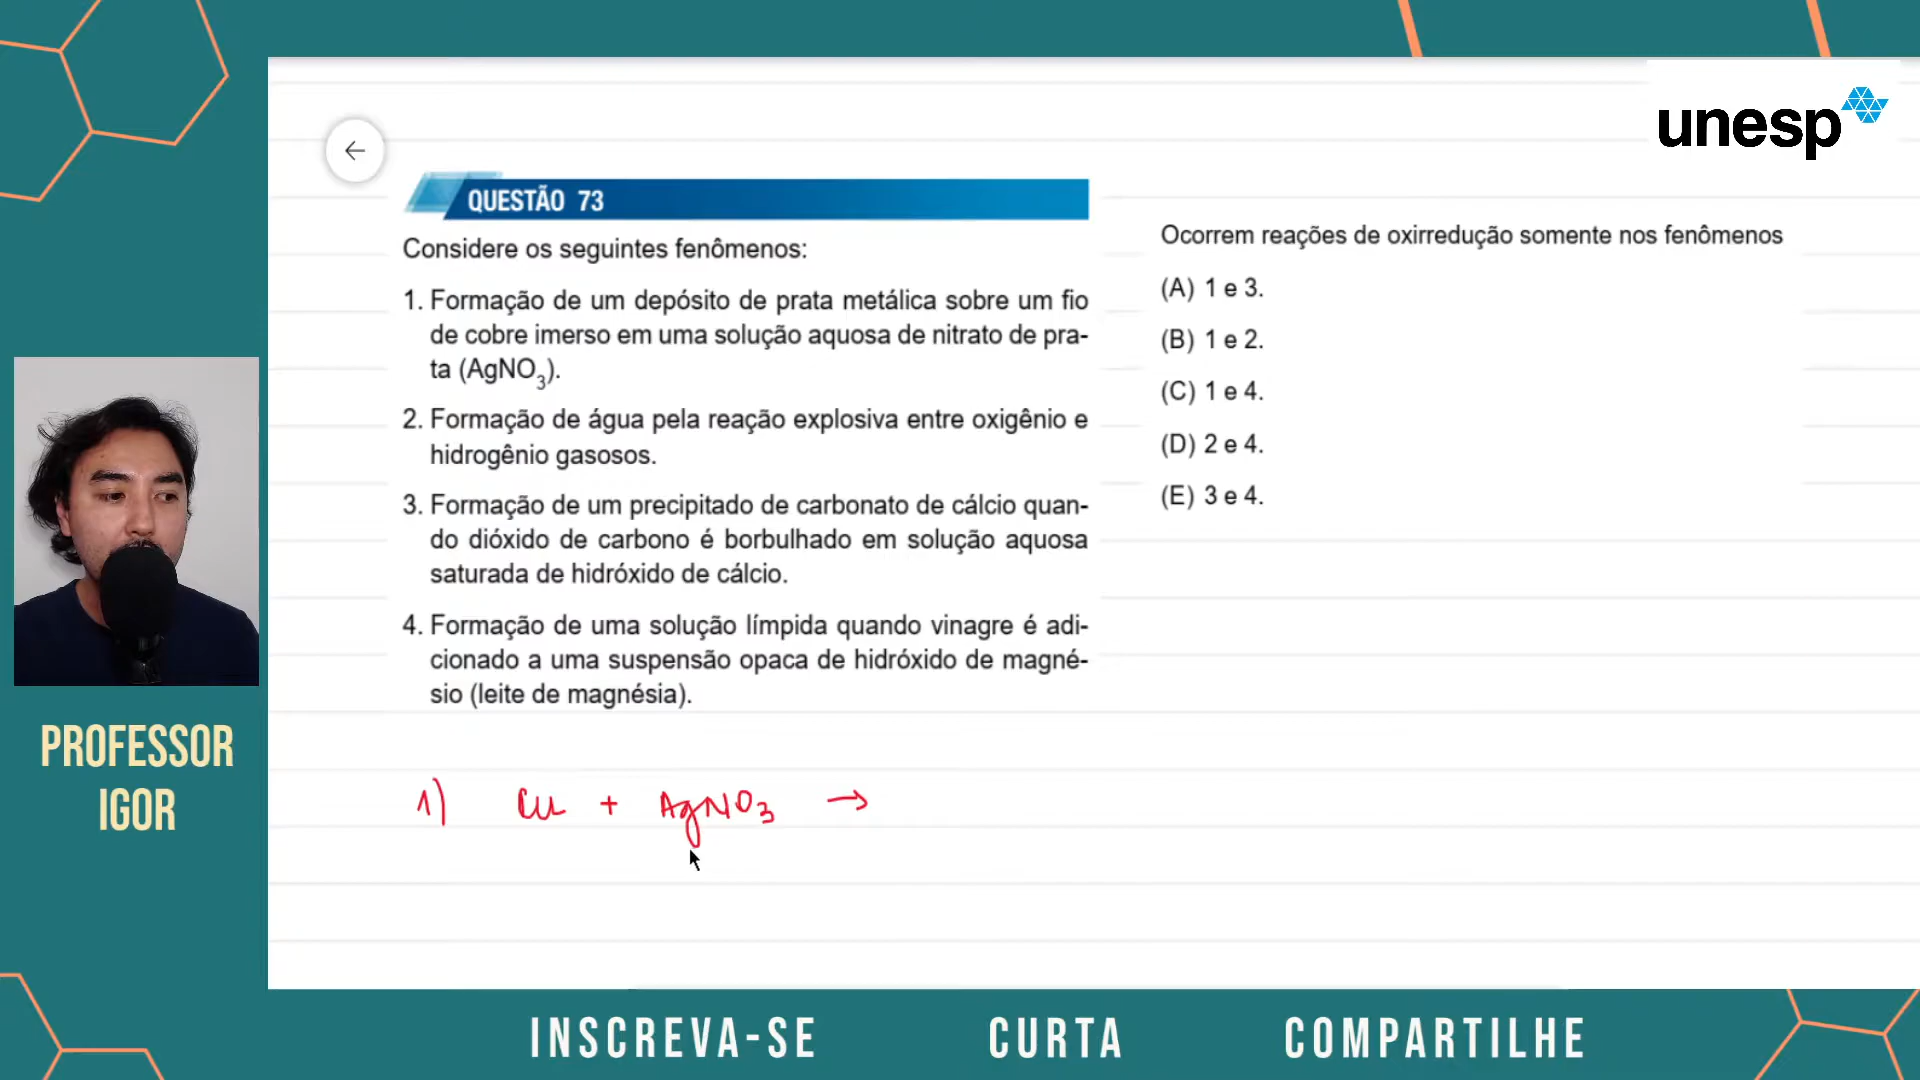 unesp
QUESTÃO 73
Considere os seguintes fenômenos:
1. Formação de um depósito de prata metálica sobre um fio
de cobre imerso em uma solução aquosa de nitrato de pra-
ta (AgNO₃).
2. Formação de água pela reação explosiva entre oxigênio e
hidrogênio gasosos.
3. Formação de um precipitado de carbonato de cálcio quan-
do dióxido de carbono é borbulhado em solução aquosa
saturada de hidróxido de cálcio.
4. Formação de uma solução límpida quando vinagre é adi-
cionado a uma suspensão opaca de hidróxido de magné-
sio (leite de magnésia).
Ocorrem reações de oxirredução somente nos fenômenos
(A) 1 e 3.
(B) 1 e 2.
(C) 1 e 4.
(D) 2 e 4.
(E) 3 e 4.
1) Cu + AgNO₃ →
PROFESSOR
IGOR
INSCREVA-SE CURTA COMPARTILHE